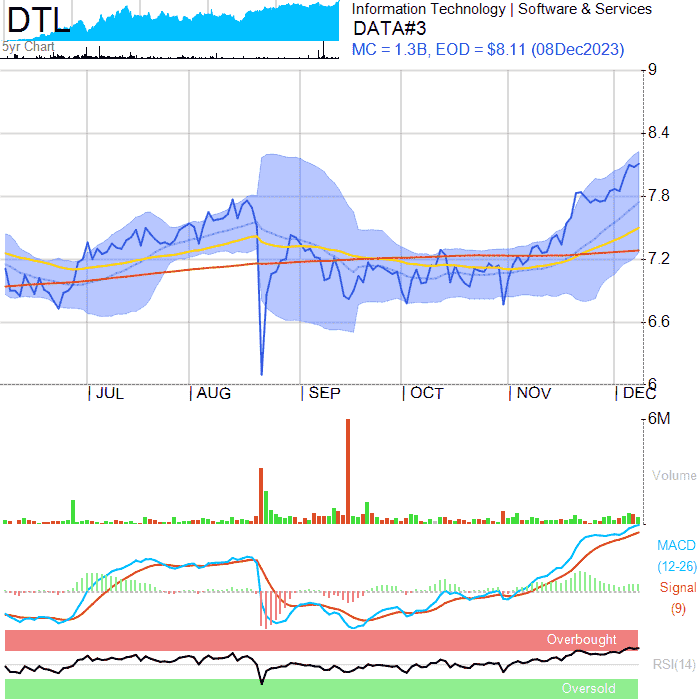 DTL
5yr Chart
Information Technology | Software & Services
DATA#3
MC = 1.3B, EOD = $8.11 (08Dec2023)
9
8.4
7.8
7.2
6.6
6
JUL AUG SEP OCT NOV DEC
6M
Volume
MACD
(12-26)
Signal
(9)
Overbought
RSI(14)
Oversold